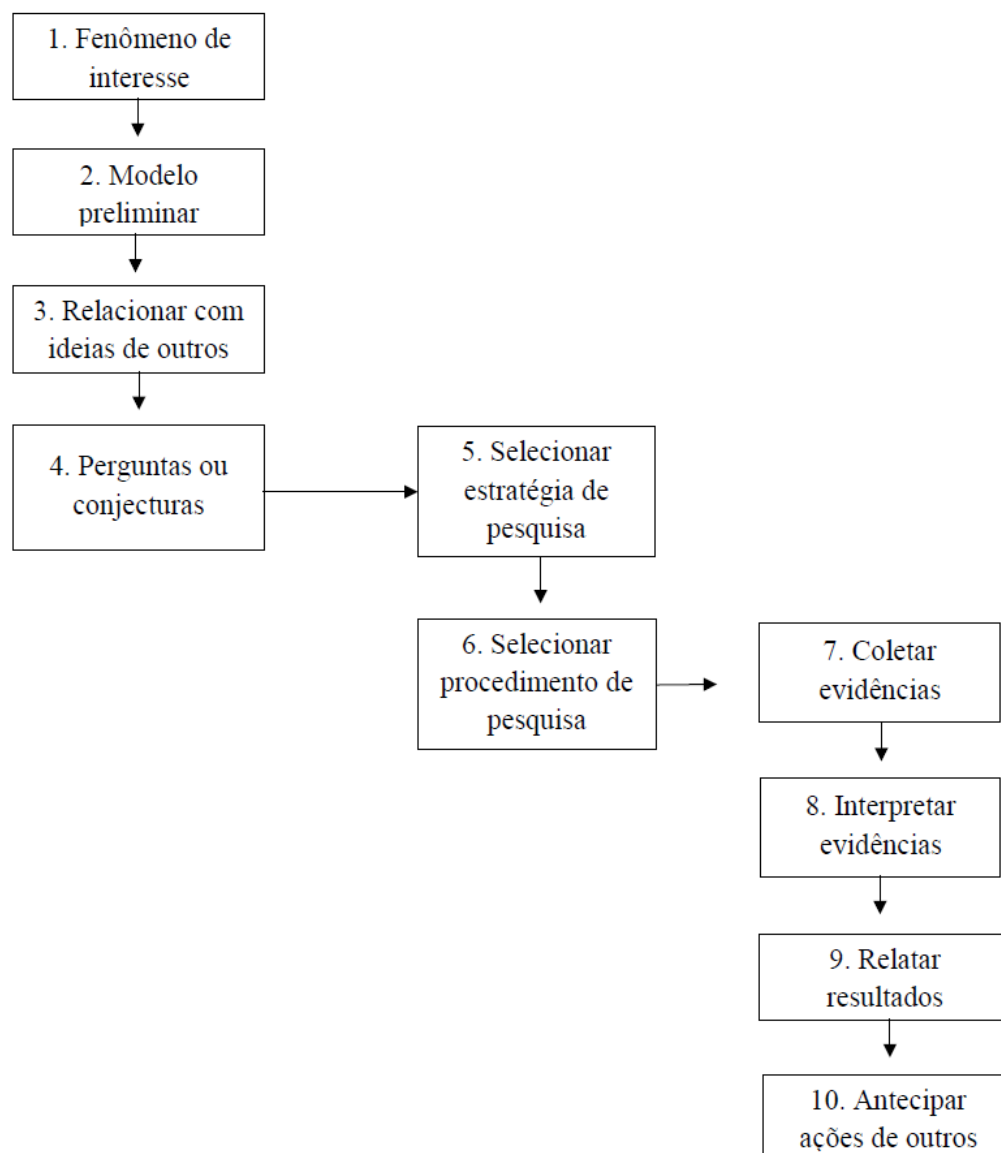 1. Fenômeno de
interesse
2. Modelo
preliminar
3. Relacionar com
ideias de outros
4. Perguntas ou
conjecturas
5. Selecionar
estratégia de
pesquisa
6. Selecionar
procedimento de
pesquisa
7. Coletar
evidências
8. Interpretar
evidências
9. Relatar
resultados
10. Antecipar
ações de outros